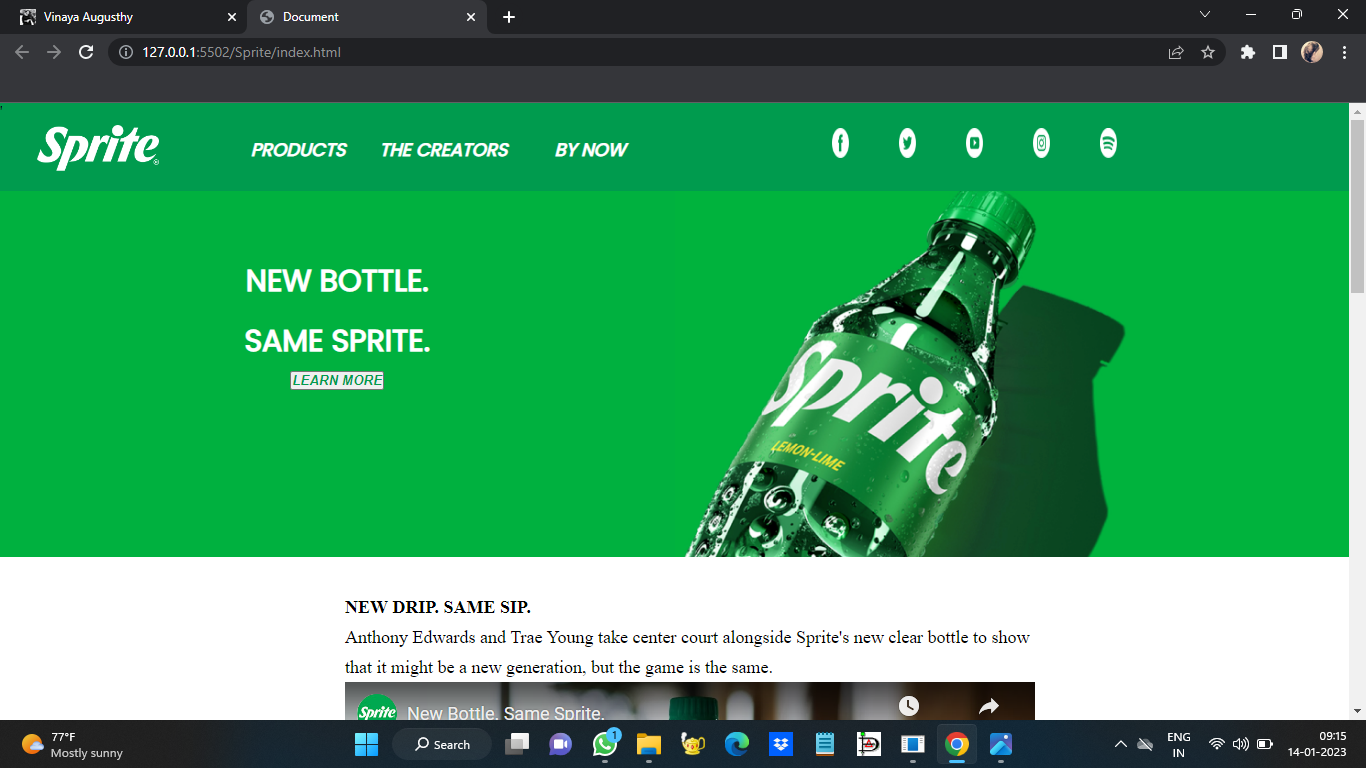 Vinaya Augusthy
Document
127.0.0.1:5502/Sprite/index.html
Sprite
PRODUCTS THE CREATORS BY NOW
NEW BOTTLE.
SAME SPRITE.
LEARN MORE
Sprite
LEMON-LIME
NEW DRIP. SAME SIP.
Anthony Edwards and Trae Young take center court alongside Sprite's new clear bottle to show
that it might be a new generation, but the game is the same.
Sprite
New Bottle. Same Sprite.
77°F
Mostly sunny
Search
1
ENG
IN
09:15
14-01-2023